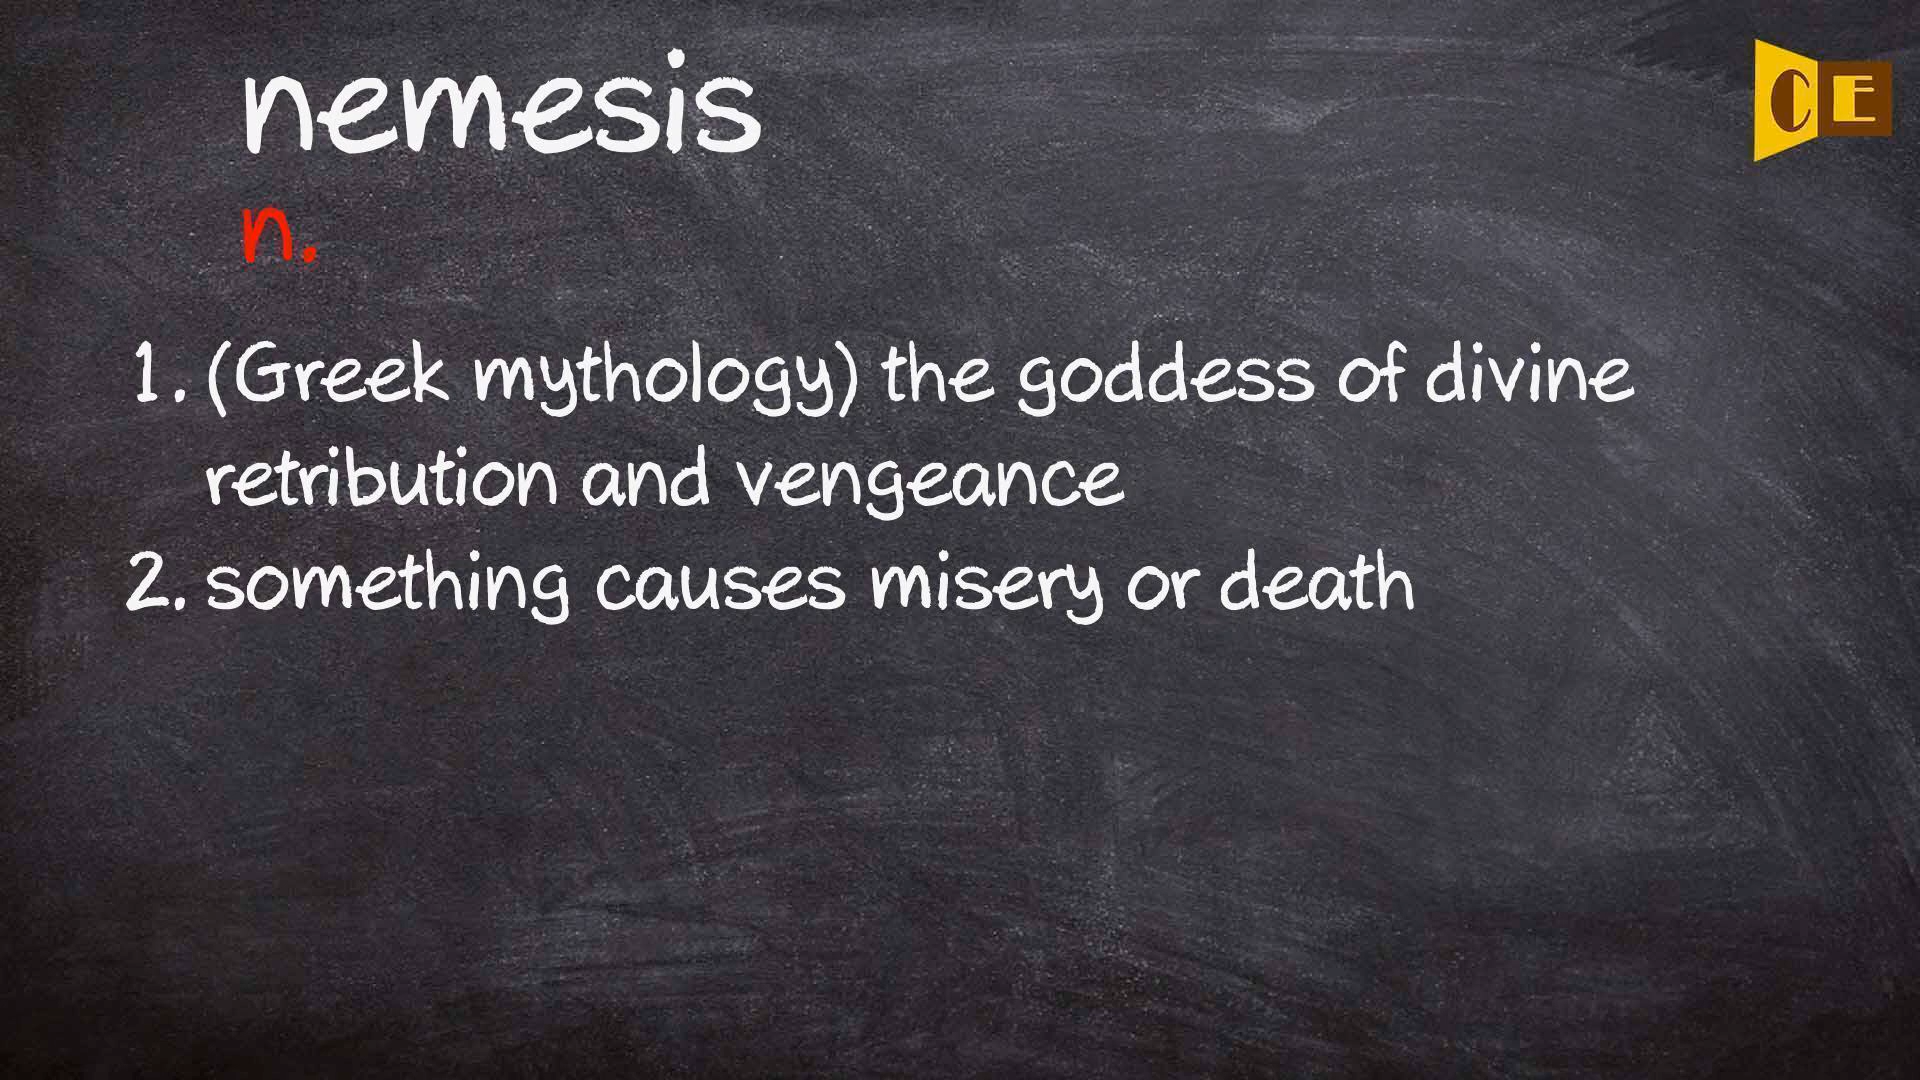 nemesis
CE
n.
1. (Greek mythology) the goddess of divine
retribution and vengeance
2. something causes misery or death